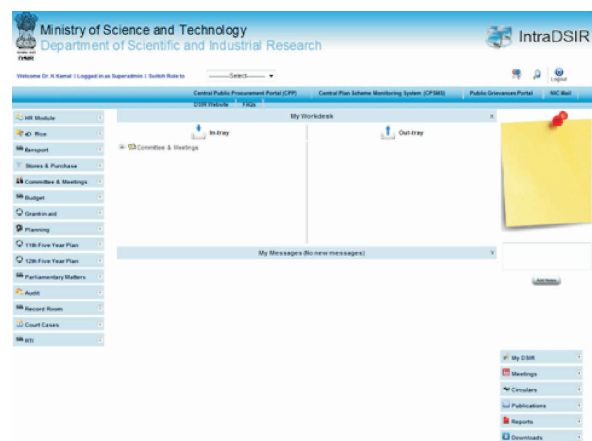 Ministry of Science and Technology
Department of Scientific and Industrial Research
IntraDSIR
Welcome Dr. K Kamal | Logged in as Superadmin | Switch Role to
-----Select-----
Logout
Central Public Procurement Portal (CPP)
Central Plan Scheme Monitoring System (CPSMS)
Public Grievances Portal
NIC Mail
DSIR Website
FAQs
HR Module
Transport
Stores & Purchase
Committee & Meetings
Budget
Grantin aid
Planning
11th Five Year Plan
12th Five Year Plan
Parliamentary Matters
Audit
Record Room
Court Cases
RTI
My Workdesk
In-tray
Out-tray
Committee & Meetings
My Messages (No new messages)
Add Notes
My DSIR
Meetings
Circulars
Publications
Reports
Downloads